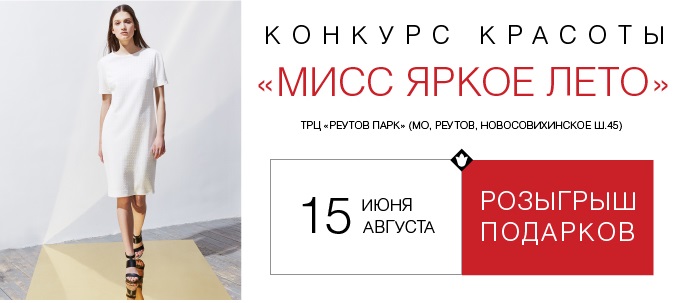 КОНКУРС КРАСОТЫ
«МИСС ЯРКОЕ ЛЕТО»
ТРЦ «РЕУТОВ ПАРК» (МО, РЕУТОВ, НОВОСОВИХИНСКОЕ Ш.45)
15 ИЮНЯ
АВГУСТА
РОЗЫГРЫШ
ПОДАРКОВ